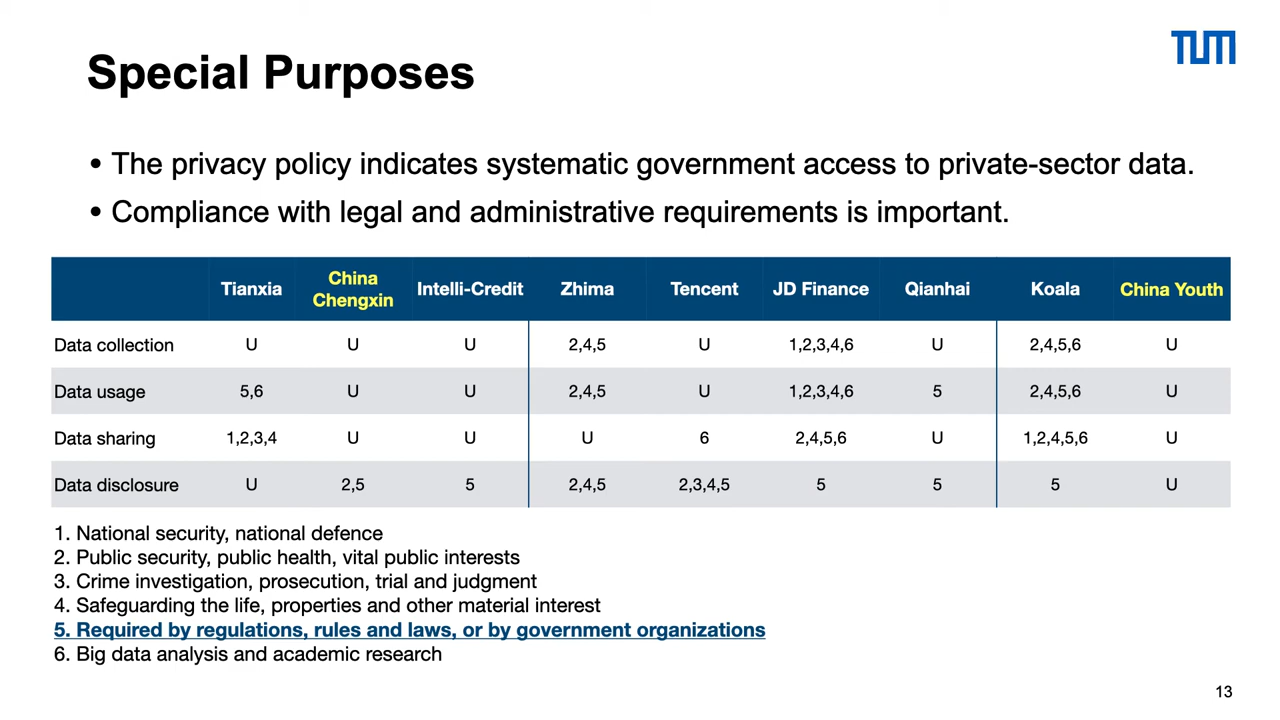 TUM
Special Purposes
• The privacy policy indicates systematic government access to private-sector data.
• Compliance with legal and administrative requirements is important.
Tianxia China Chengxin Intelli-Credit Zhima Tencent JD Finance Qianhai Koala China Youth
Data collection U U U 2,4,5 U 1,2,3,4,6 U 2,4,5,6 U
Data usage 5,6 U U 2,4,5 U 1,2,3,4,6 5 2,4,5,6 U
Data sharing 1,2,3,4 U U U 6 2,4,5,6 U 1,2,4,5,6 U
Data disclosure U 2,5 5 2,4,5 2,3,4,5 5 5 5 U
1. National security, national defence
2. Public security, public health, vital public interests
3. Crime investigation, prosecution, trial and judgment
4. Safeguarding the life, properties and other material interest
5. Required by regulations, rules and laws, or by government organizations
6. Big data analysis and academic research
13